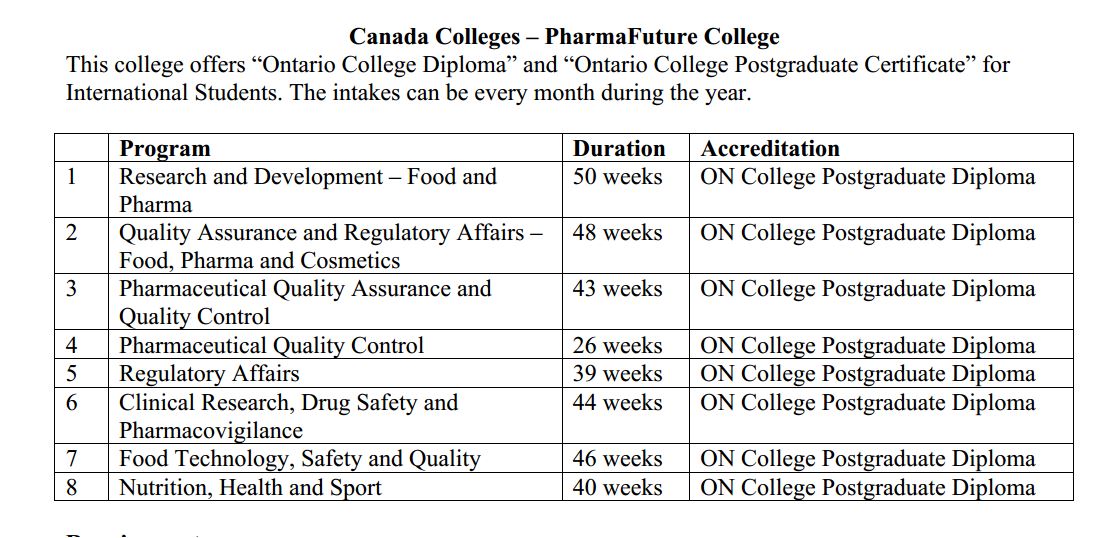 Canada Colleges – PharmaFuture College
This college offers “Ontario College Diploma” and “Ontario College Postgraduate Certificate” for
International Students. The intakes can be every month during the year.
Program Duration Accreditation
1 Research and Development – Food and 50 weeks ON College Postgraduate Diploma
Pharma
2 Quality Assurance and Regulatory Affairs – 48 weeks ON College Postgraduate Diploma
Food, Pharma and Cosmetics
3 Pharmaceutical Quality Assurance and 43 weeks ON College Postgraduate Diploma
Quality Control
4 Pharmaceutical Quality Control 26 weeks ON College Postgraduate Diploma
5 Regulatory Affairs 39 weeks ON College Postgraduate Diploma
6 Clinical Research, Drug Safety and 44 weeks ON College Postgraduate Diploma
Pharmacovigilance
7 Food Technology, Safety and Quality 46 weeks ON College Postgraduate Diploma
8 Nutrition, Health and Sport 40 weeks ON College Postgraduate Diploma